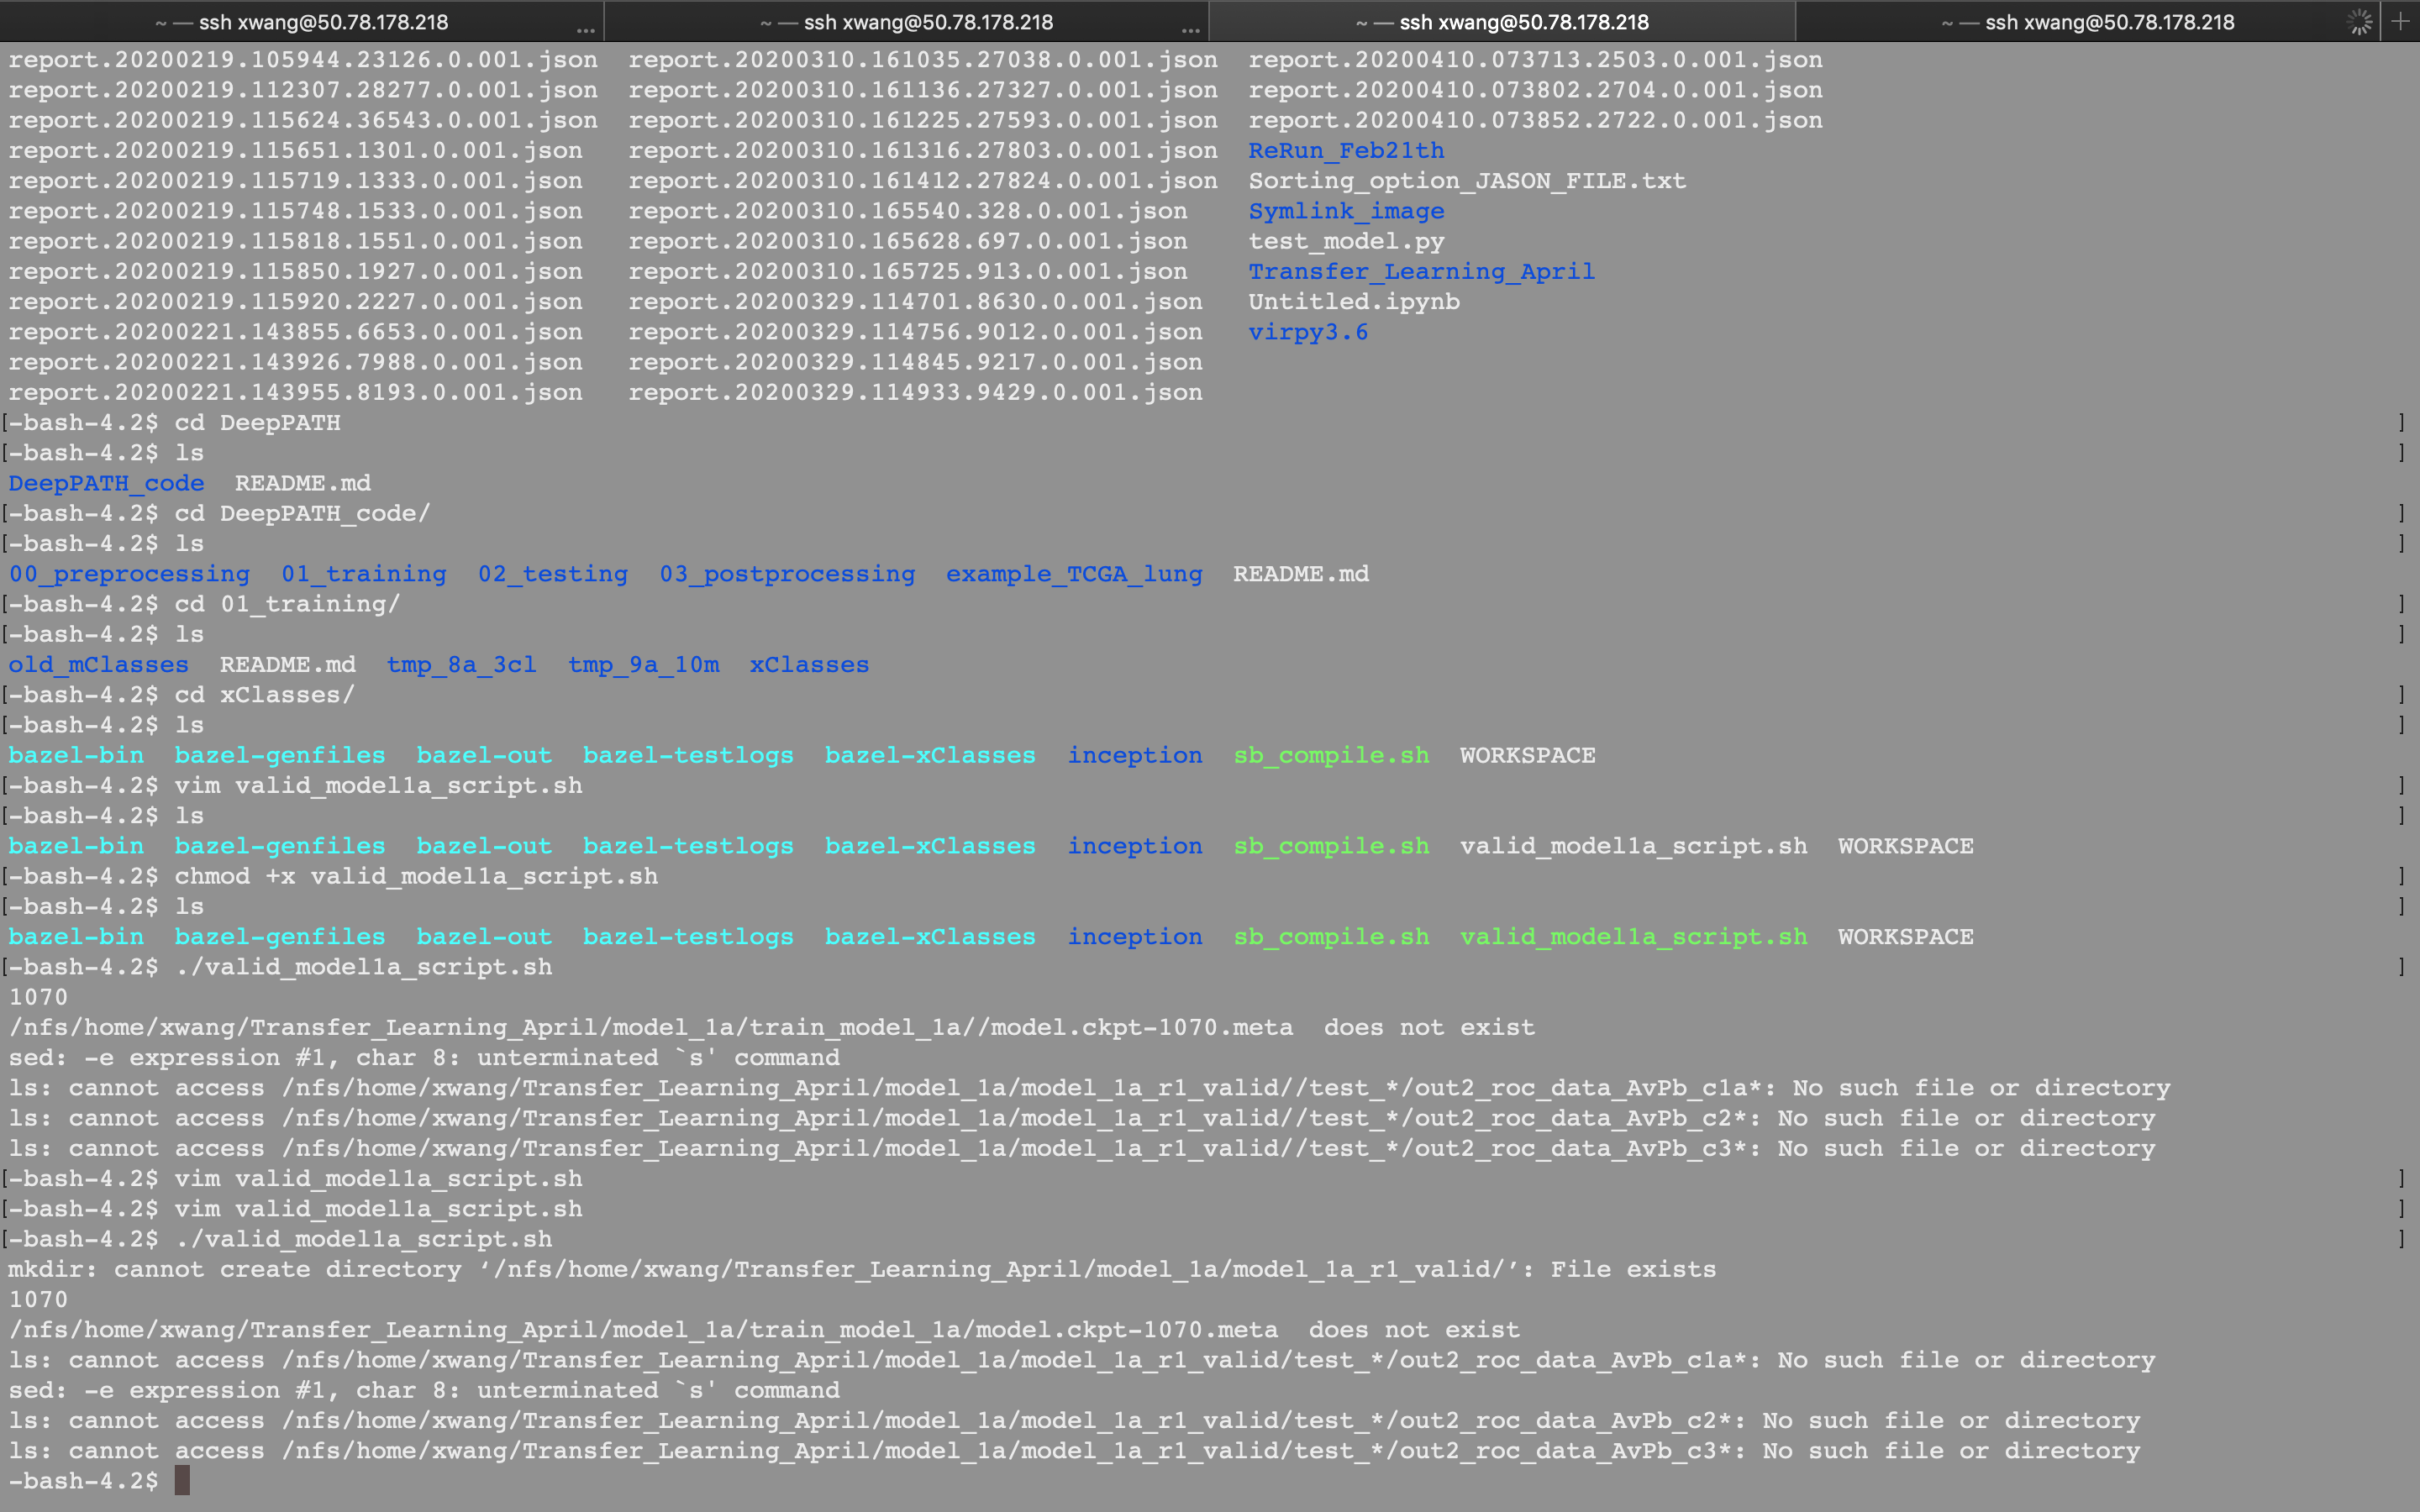 ~ — ssh xwang@50.78.178.218 ... ~ — ssh xwang@50.78.178.218 ... ~ — ssh xwang@50.78.178.218 ~ — ssh xwang@50.78.178.218 +
report.20200219.105944.23126.0.001.json report.20200310.161035.27038.0.001.json report.20200410.073713.2503.0.001.json
report.20200219.112307.28277.0.001.json report.20200310.161136.27327.0.001.json report.20200410.073802.2704.0.001.json
report.20200219.115624.36543.0.001.json report.20200310.161225.27593.0.001.json report.20200410.073852.2722.0.001.json
report.20200219.115651.1301.0.001.json report.20200310.161316.27803.0.001.json ReRun_Feb21th
report.20200219.115719.1333.0.001.json report.20200310.161412.27824.0.001.json Sorting_option_JASON_FILE.txt
report.20200219.115748.1533.0.001.json report.20200310.165540.328.0.001.json Symlink_image
report.20200219.115818.1551.0.001.json report.20200310.165628.697.0.001.json test_model.py
report.20200219.115850.1927.0.001.json report.20200310.165725.913.0.001.json Transfer_Learning_April
report.20200219.115920.2227.0.001.json report.20200329.114701.8630.0.001.json Untitled.ipynb
report.20200221.143855.6653.0.001.json report.20200329.114756.9012.0.001.json virpy3.6
report.20200221.143926.7988.0.001.json report.20200329.114845.9217.0.001.json
report.20200221.143955.8193.0.001.json report.20200329.114933.9429.0.001.json
[-bash-4.2$ cd DeepPATH ]
[-bash-4.2$ ls ]
DeepPATH_code README.md
[-bash-4.2$ cd DeepPATH_code/ ]
[-bash-4.2$ ls ]
00_preprocessing 01_training 02_testing 03_postprocessing example_TCGA_lung README.md
[-bash-4.2$ cd 01_training/ ]
[-bash-4.2$ ls ]
old_mClasses README.md tmp_8a_3cl tmp_9a_10m xClasses
[-bash-4.2$ cd xClasses/ ]
[-bash-4.2$ ls ]
bazel-bin bazel-genfiles bazel-out bazel-testlogs bazel-xClasses inception sb_compile.sh WORKSPACE
[-bash-4.2$ vim valid_model1a_script.sh ]
[-bash-4.2$ ls ]
bazel-bin bazel-genfiles bazel-out bazel-testlogs bazel-xClasses inception sb_compile.sh valid_model1a_script.sh WORKSPACE
[-bash-4.2$ chmod +x valid_model1a_script.sh ]
[-bash-4.2$ ls ]
bazel-bin bazel-genfiles bazel-out bazel-testlogs bazel-xClasses inception sb_compile.sh valid_model1a_script.sh WORKSPACE
[-bash-4.2$ ./valid_model1a_script.sh ]
1070
/nfs/home/xwang/Transfer_Learning_April/model_1a/train_model_1a//model.ckpt-1070.meta does not exist
sed: -e expression #1, char 8: unterminated `s' command
ls: cannot access /nfs/home/xwang/Transfer_Learning_April/model_1a/model_1a_r1_valid//test_*/out2_roc_data_AvPb_c1a*: No such file or directory
ls: cannot access /nfs/home/xwang/Transfer_Learning_April/model_1a/model_1a_r1_valid//test_*/out2_roc_data_AvPb_c2*: No such file or directory
ls: cannot access /nfs/home/xwang/Transfer_Learning_April/model_1a/model_1a_r1_valid//test_*/out2_roc_data_AvPb_c3*: No such file or directory
[-bash-4.2$ vim valid_model1a_script.sh ]
[-bash-4.2$ vim valid_model1a_script.sh ]
[-bash-4.2$ ./valid_model1a_script.sh ]
mkdir: cannot create directory ‘/nfs/home/xwang/Transfer_Learning_April/model_1a/model_1a_r1_valid/’: File exists
1070
/nfs/home/xwang/Transfer_Learning_April/model_1a/train_model_1a/model.ckpt-1070.meta does not exist
ls: cannot access /nfs/home/xwang/Transfer_Learning_April/model_1a/model_1a_r1_valid/test_*/out2_roc_data_AvPb_c1a*: No such file or directory
sed: -e expression #1, char 8: unterminated `s' command
ls: cannot access /nfs/home/xwang/Transfer_Learning_April/model_1a/model_1a_r1_valid/test_*/out2_roc_data_AvPb_c2*: No such file or directory
ls: cannot access /nfs/home/xwang/Transfer_Learning_April/model_1a/model_1a_r1_valid/test_*/out2_roc_data_AvPb_c3*: No such file or directory
-bash-4.2$